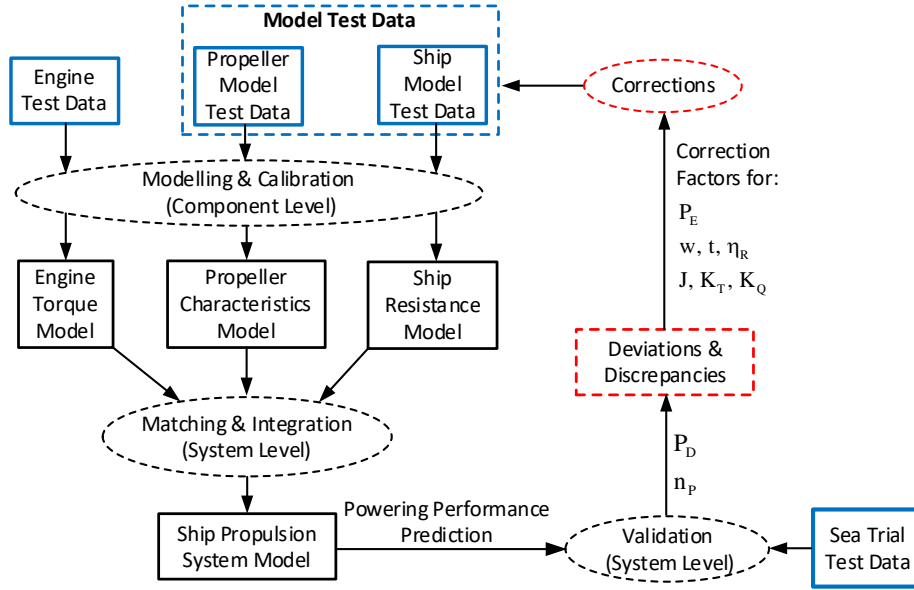 Model Test Data
Engine
Test Data
Propeller
Model
Test Data
Ship
Model
Test Data
Corrections
Modelling & Calibration
(Component Level)
Correction
Factors for:
P_E
w, t, η_R
J, K_T, K_Q
Engine
Torque
Model
Propeller
Characteristics
Model
Ship
Resistance
Model
Deviations &
Discrepancies
Matching & Integration
(System Level)
P_D
n_P
Ship Propulsion
System Model
Powering Performance
Prediction
Validation
(System Level)
Sea Trial
Test Data